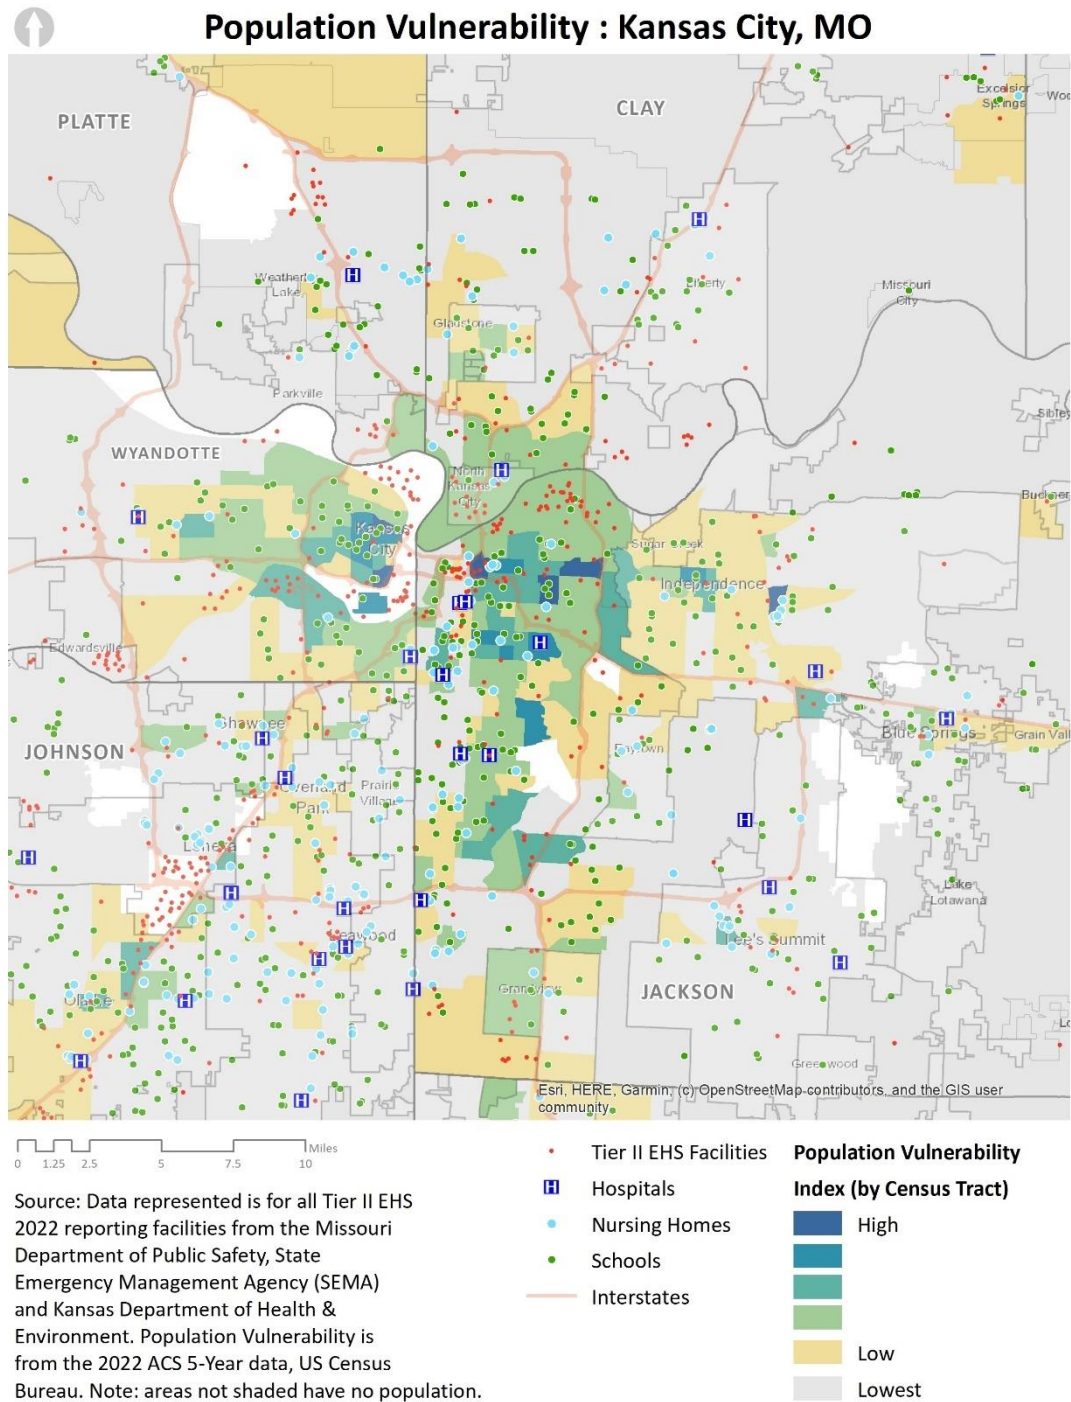 Population Vulnerability : Kansas City, MO
PLATTE
CLAY
Excelsior
Springs
Woo
Weather
Lake
Liberty
Missouri
City
Gladstone
Parkville
Sibley
WYANDOTTE
North
Kansas
City
Buckner
Kansas
City
Sugar Creek
Independence
Edwardsville
Shawnee
JOHNSON
Raytown
Blue Springs
Grain Vall
Overland
Park
Prairie
Village
Lenexa
Lake
Lotawana
Leawood
Lee's Summit
Grandview
JACKSON
Olathe
Lo
Greenwood
Esri, HERE, Garmin, (c) OpenStreetMap contributors, and the GIS user
community
Miles
0 1.25 2.5 5 7.5 10
Source: Data represented is for all Tier II EHS
2022 reporting facilities from the Missouri
Department of Public Safety, State
Emergency Management Agency (SEMA)
and Kansas Department of Health &
Environment. Population Vulnerability is
from the 2022 ACS 5-Year data, US Census
Bureau. Note: areas not shaded have no population.
Tier II EHS Facilities
Hospitals
Nursing Homes
Schools
Interstates
Population Vulnerability
Index (by Census Tract)
High
Low
Lowest